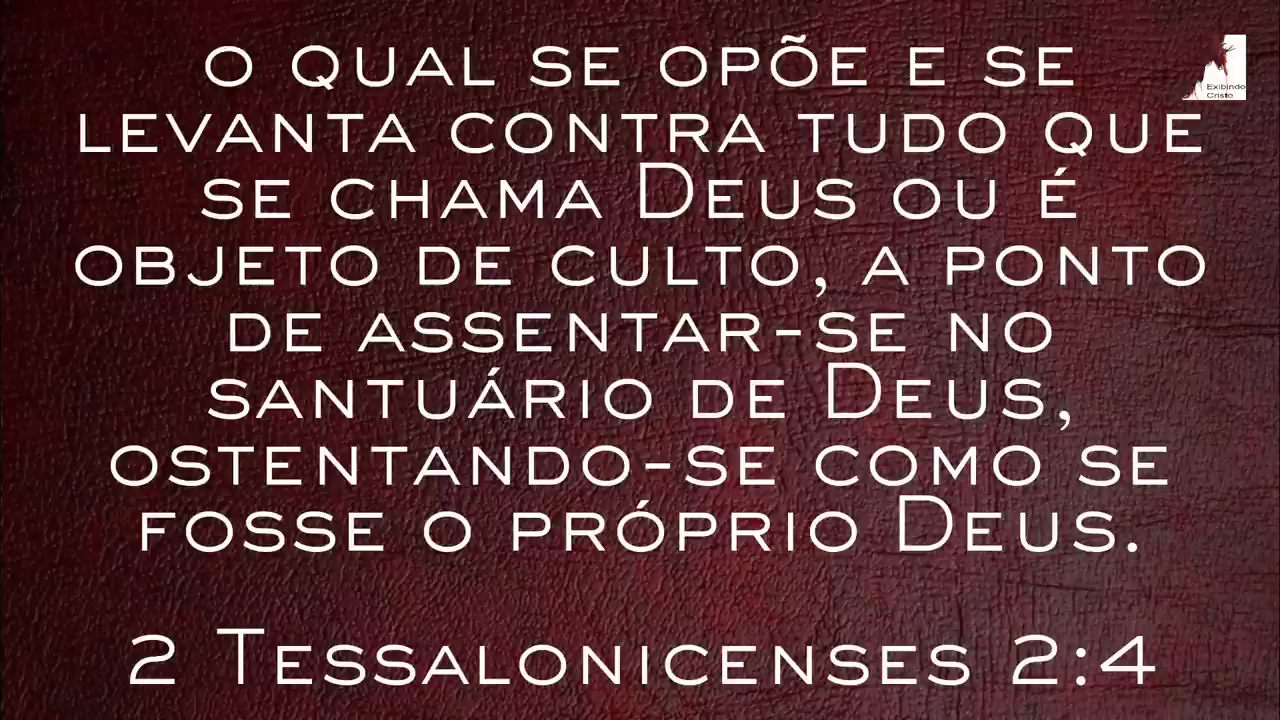 o qual se opõe e se
levanta contra tudo que
se chama Deus ou é
objeto de culto, a ponto
de assentar-se no
santuário de Deus,
ostentando-se como se
fosse o próprio Deus.
2 Tessalonicenses 2:4
Exibindo
Cristo